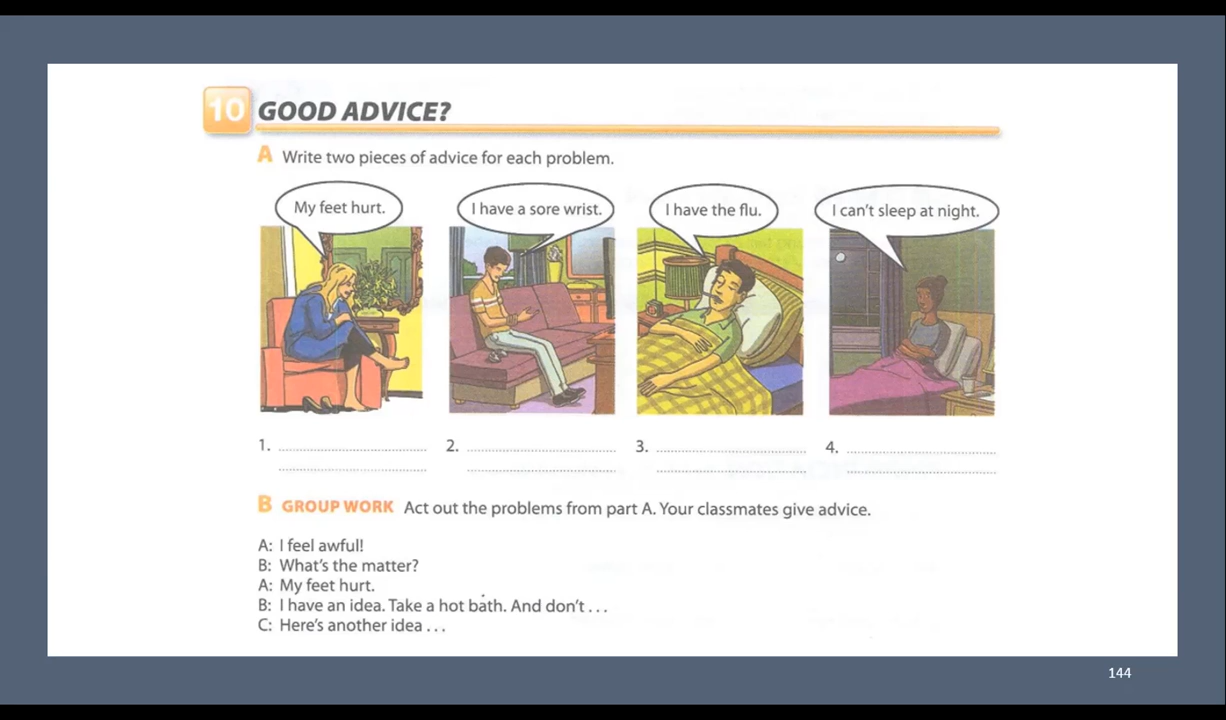 10 GOOD ADVICE?
A Write two pieces of advice for each problem.
My feet hurt.
I have a sore wrist.
I have the flu.
I can't sleep at night.
1.
2.
3.
4.
B GROUP WORK Act out the problems from part A. Your classmates give advice.
A: I feel awful!
B: What's the matter?
A: My feet hurt.
B: I have an idea. Take a hot bath. And don't . . .
C: Here's another idea . . .
144